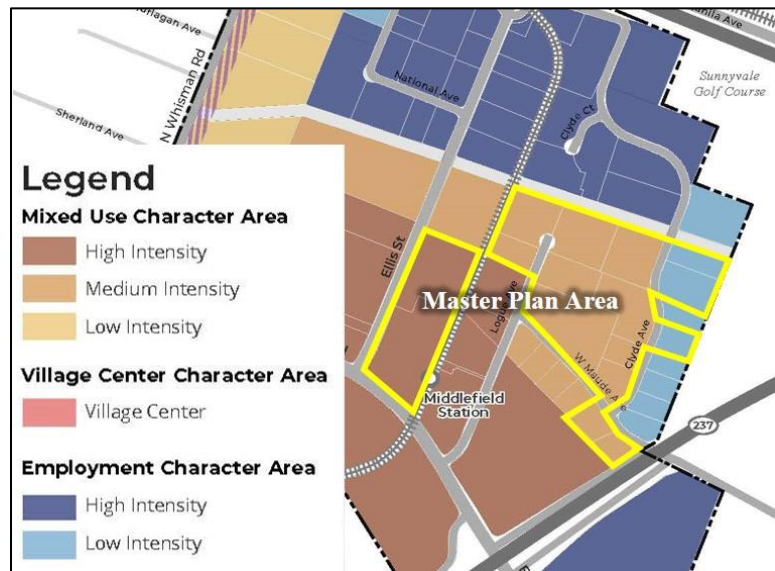 N Whisman Rd
National Ave
Sherland Ave
Clyde Ct
Sunnyvale
Golf Course
Legend
Mixed Use Character Area
High Intensity
Medium Intensity
Low Intensity
Village Center Character Area
Village Center
Employment Character Area
High Intensity
Low Intensity
Ellis St
Master Plan Area
Clyde Ave
W Maude Ave
Middlefield
Station
237